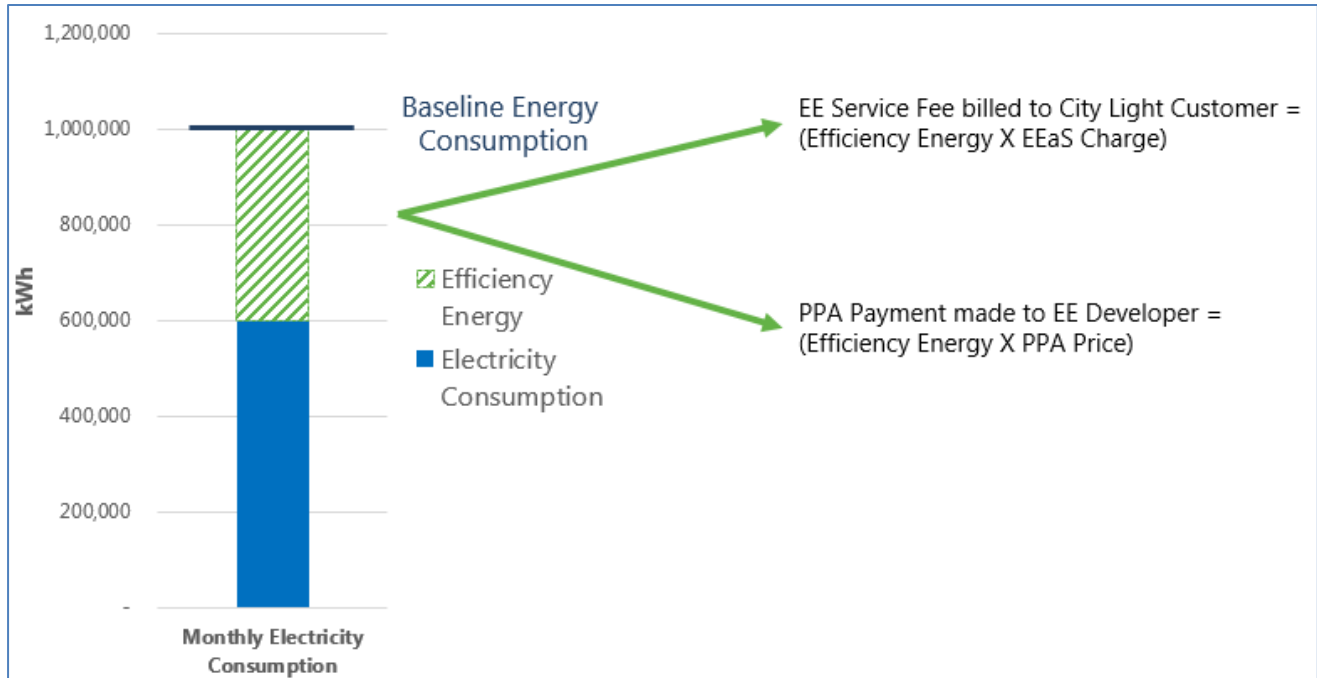 1,200,000
1,000,000
800,000
600,000
400,000
200,000
-
kWh
Monthly Electricity
Consumption
Baseline Energy
Consumption
Efficiency
Energy
Electricity
Consumption
EE Service Fee billed to City Light Customer =
(Efficiency Energy X EEaS Charge)
PPA Payment made to EE Developer =
(Efficiency Energy X PPA Price)